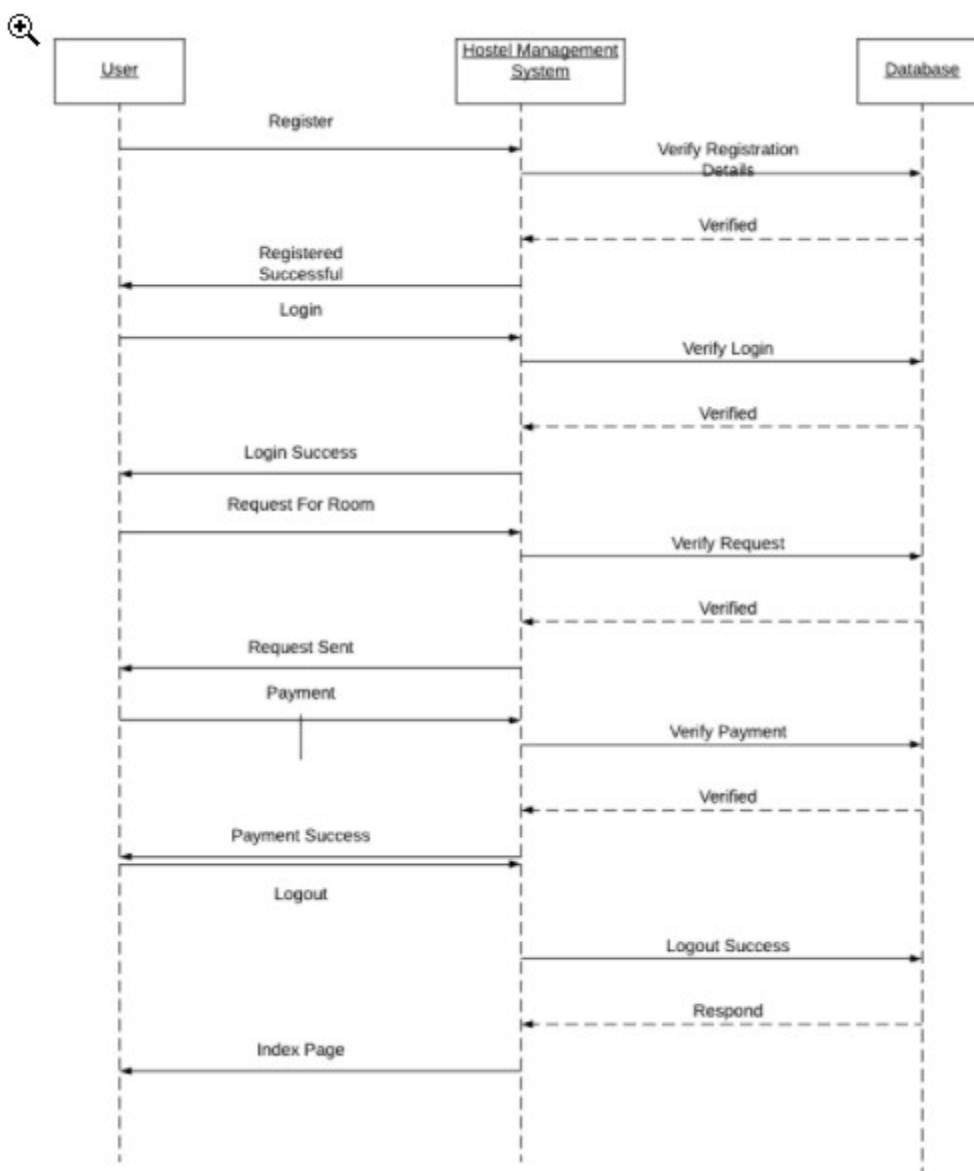 User
Hostel Management
System
Database
Register
Verify Registration
Details
Verified
Registered
Successful
Login
Verify Login
Verified
Login Success
Request For Room
Verify Request
Verified
Request Sent
Payment
Verify Payment
Verified
Payment Success
Logout
Logout Success
Respond
Index Page